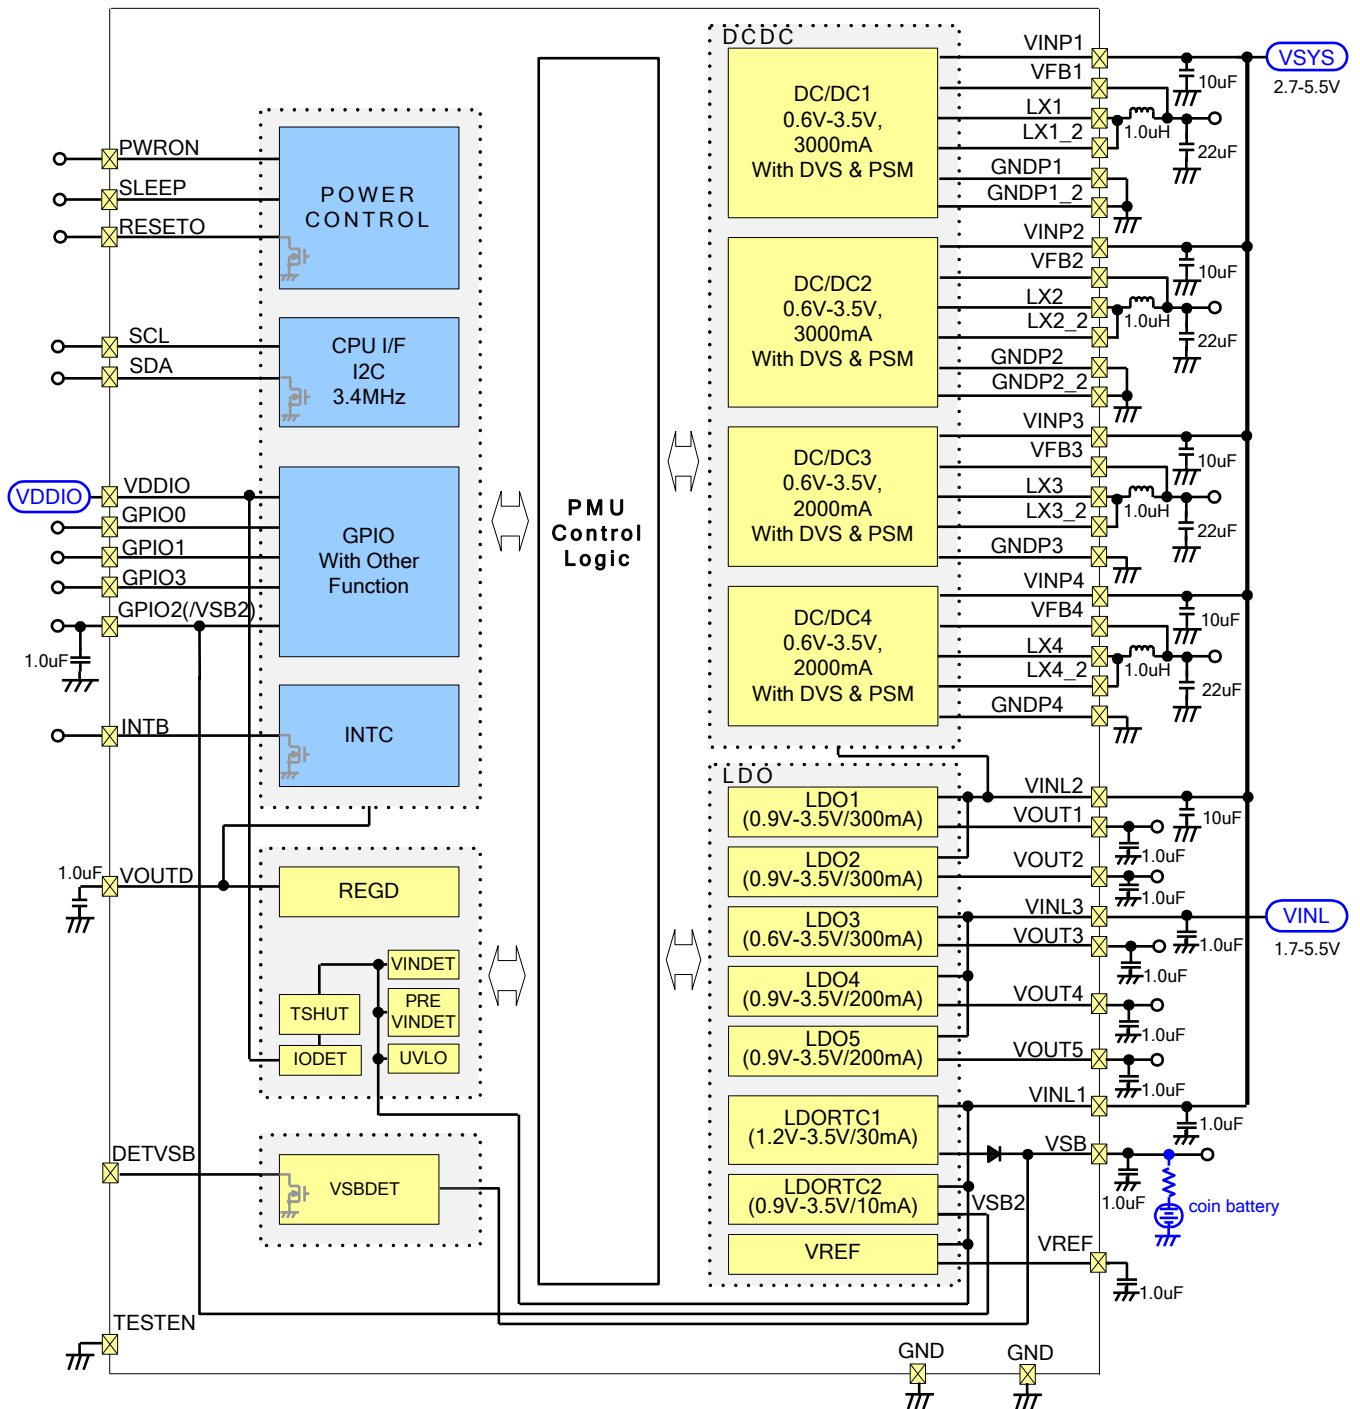 PWRON
SLEEP
RESETO
POWER
CONTROL
SCL
SDA
CPU I/F
I2C
3.4MHz
VDDIO
VDDIO
GPIO0
GPIO1
GPIO3
GPIO2(/VSB2)
1.0uF
GPIO
With Other
Function
INTB
INTC
1.0uF
VOUTD
REGD
VINDET
TSHUT
PRE
VINDET
IODET
UVLO
DETVSB
VSBDET
TESTEN
PMU
Control
Logic
DCDC
DC/DC1
0.6V-3.5V,
3000mA
With DVS & PSM
VINP1
VFB1
LX1
LX1_2
GNDP1
GNDP1_2
10uF
1.0uH
22uF
VSYS
2.7-5.5V
DC/DC2
0.6V-3.5V,
3000mA
With DVS & PSM
VINP2
VFB2
LX2
LX2_2
GNDP2
GNDP2_2
10uF
1.0uH
22uF
DC/DC3
0.6V-3.5V,
2000mA
With DVS & PSM
VINP3
VFB3
LX3
LX3_2
GNDP3
10uF
1.0uH
22uF
DC/DC4
0.6V-3.5V,
2000mA
With DVS & PSM
VINP4
VFB4
LX4
LX4_2
GNDP4
10uF
1.0uH
22uF
LDO
LDO1
(0.9V-3.5V/300mA)
VINL2
VOUT1
10uF
1.0uF
LDO2
(0.9V-3.5V/300mA)
VOUT2
1.0uF
LDO3
(0.6V-3.5V/300mA)
VINL3
VOUT3
1.0uF
1.0uF
VINL
1.7-5.5V
LDO4
(0.9V-3.5V/200mA)
VOUT4
1.0uF
LDO5
(0.9V-3.5V/200mA)
VOUT5
1.0uF
LDORTC1
(1.2V-3.5V/30mA)
VINL1
1.0uF
VSB
1.0uF
coin battery
LDORTC2
(0.9V-3.5V/10mA)
VSB2
VREF
VREF
1.0uF
GND
GND